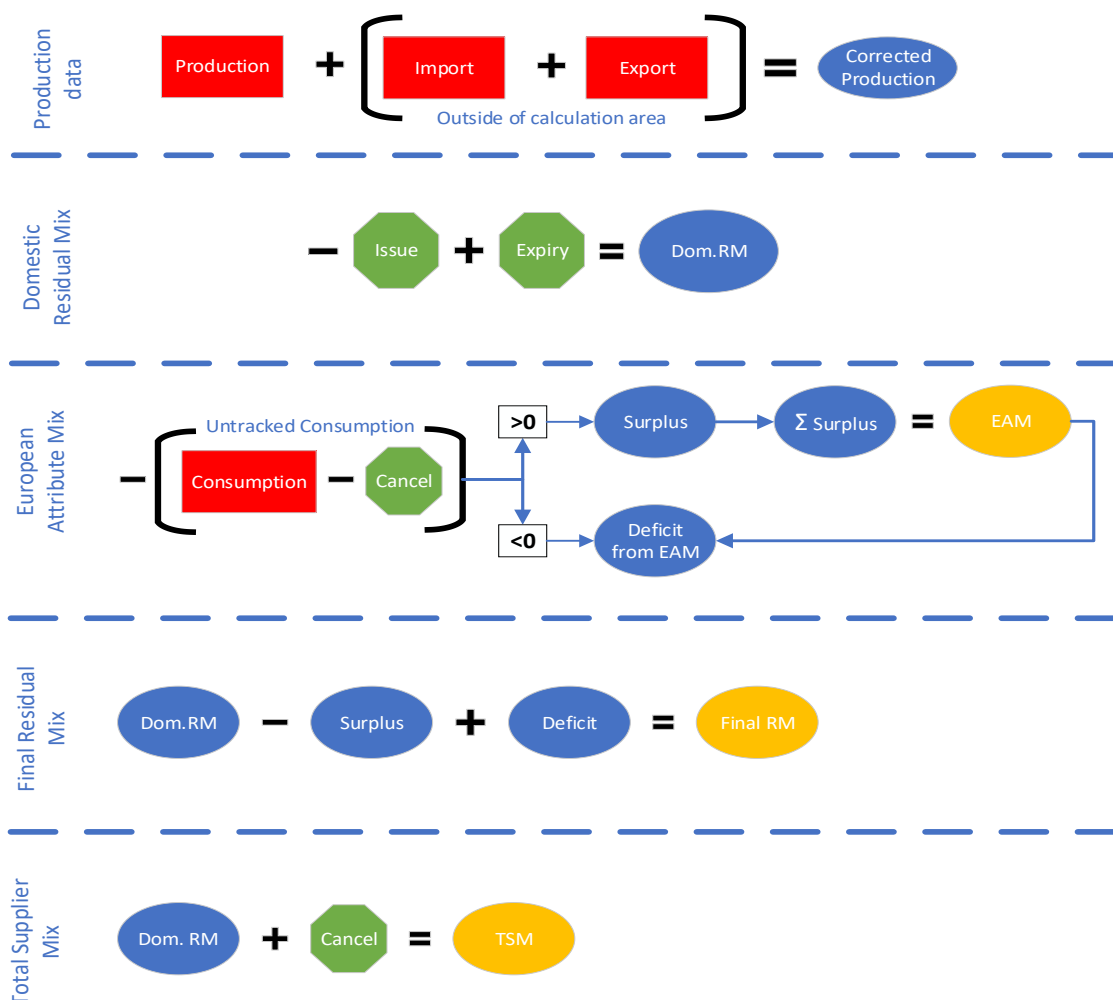 Production
data
Production + ( Import + Export ) = Corrected
Production
Outside of calculation area
Domestic
Residual Mix
− Issue + Expiry = Dom.RM
European
Attribute Mix
Untracked Consumption
− ( Consumption − Cancel )
>0
Surplus
Σ Surplus = EAM
<0
Deficit
from EAM
Final Residual
Mix
Dom.RM − Surplus + Deficit = Final RM
Total Supplier
Mix
Dom. RM + Cancel = TSM